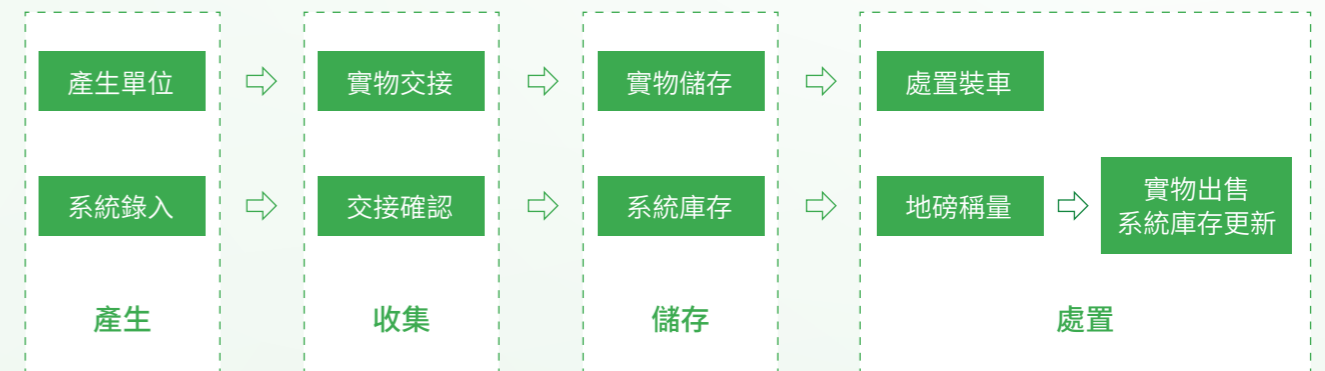 產生單位
實物交接
實物儲存
處置裝車
系統錄入
交接確認
系統庫存
地磅稱量
實物出售
系統庫存更新
產生
收集
儲存
處置